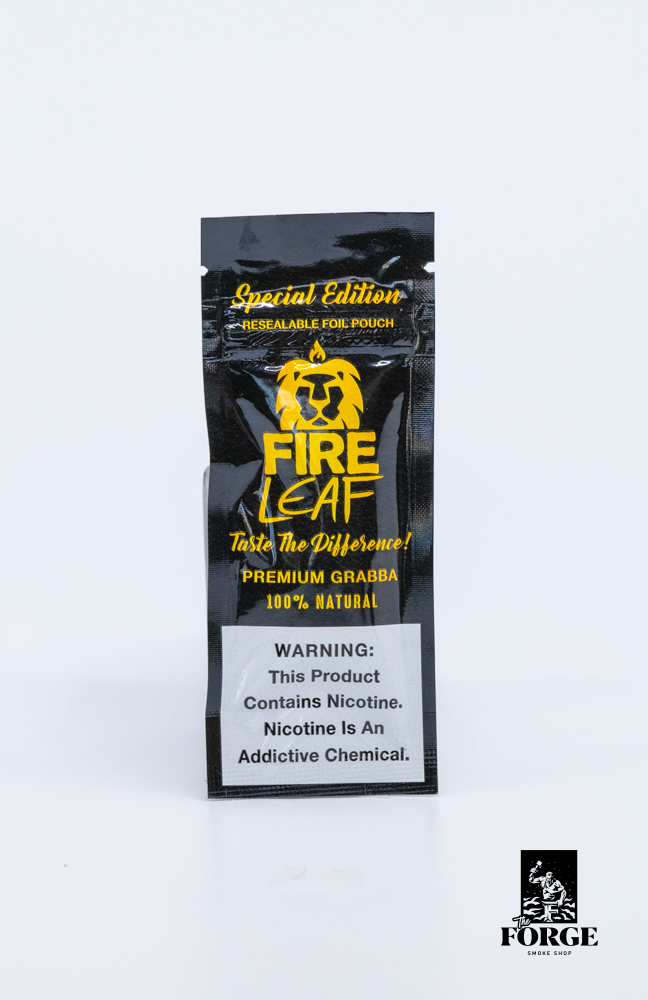 Special Edition
RESEALABLE FOIL POUCH
FIRE
LEAF
Taste The Difference!
PREMIUM GRABBA
100% NATURAL
WARNING:
This Product
Contains Nicotine.
Nicotine Is An
Addictive Chemical.
The
FORGE
SMOKE SHOP